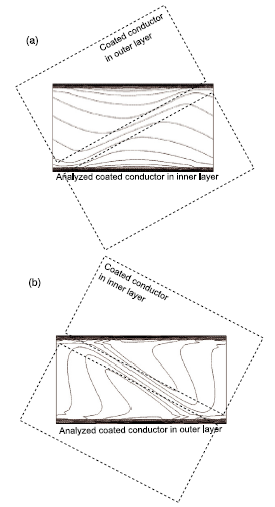 (a)
Coated conductor
in outer layer
Analyzed coated conductor in inner layer
(b)
Coated conductor
in inner layer
Analyzed coated conductor in outer layer